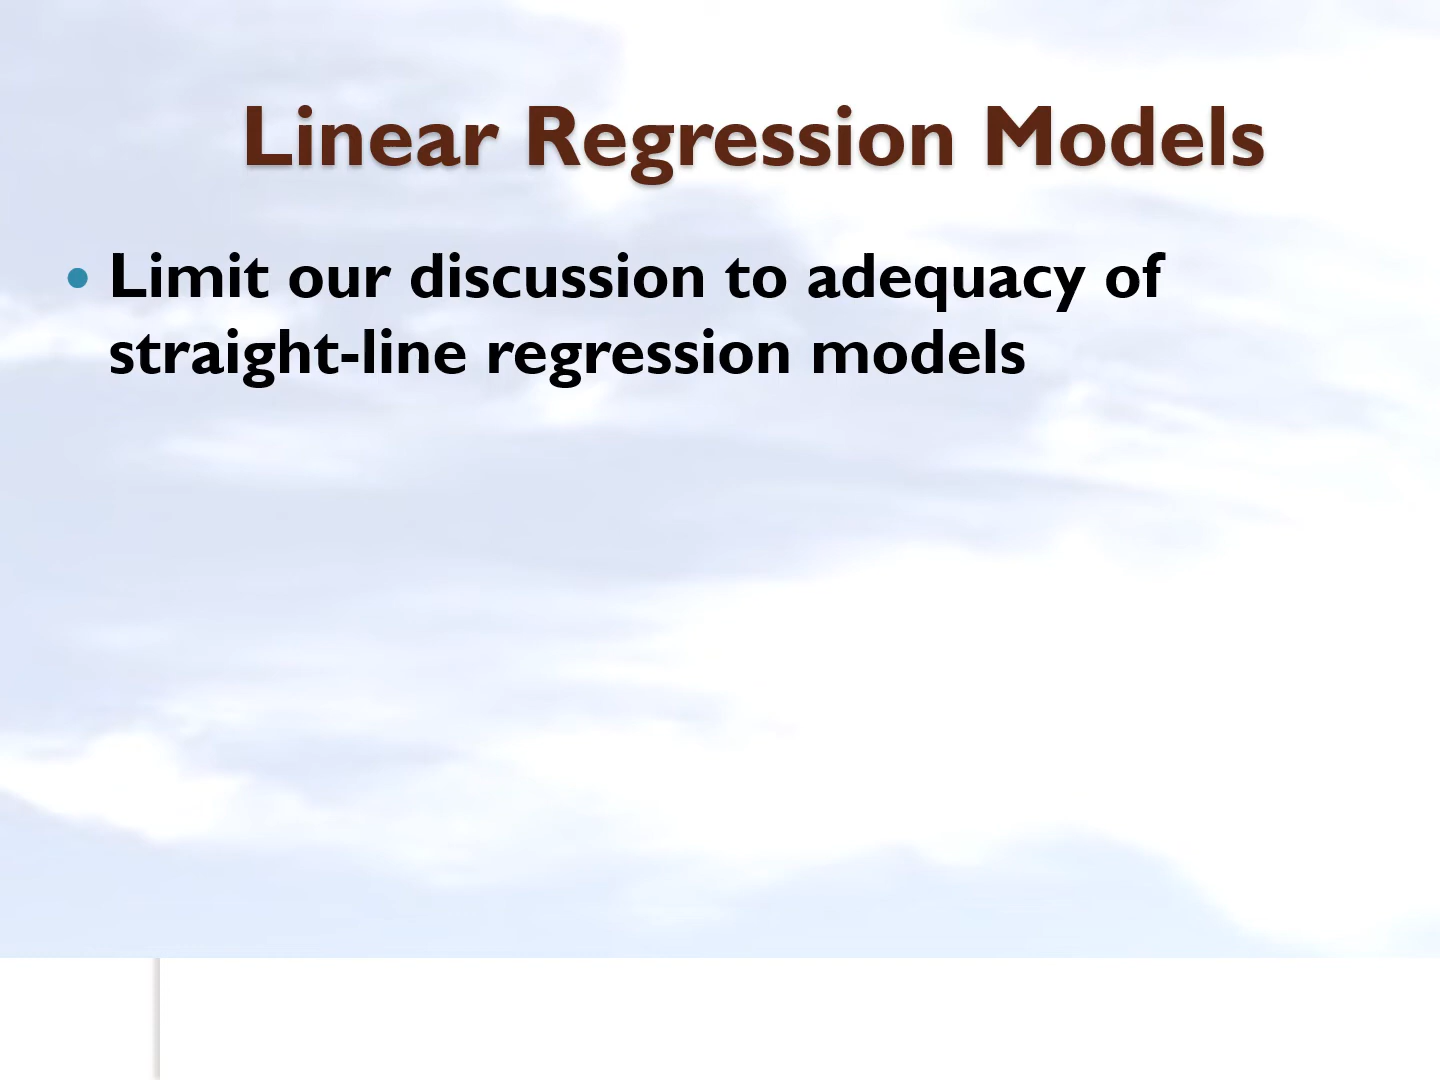 Linear Regression Models
• Limit our discussion to adequacy of
straight-line regression models